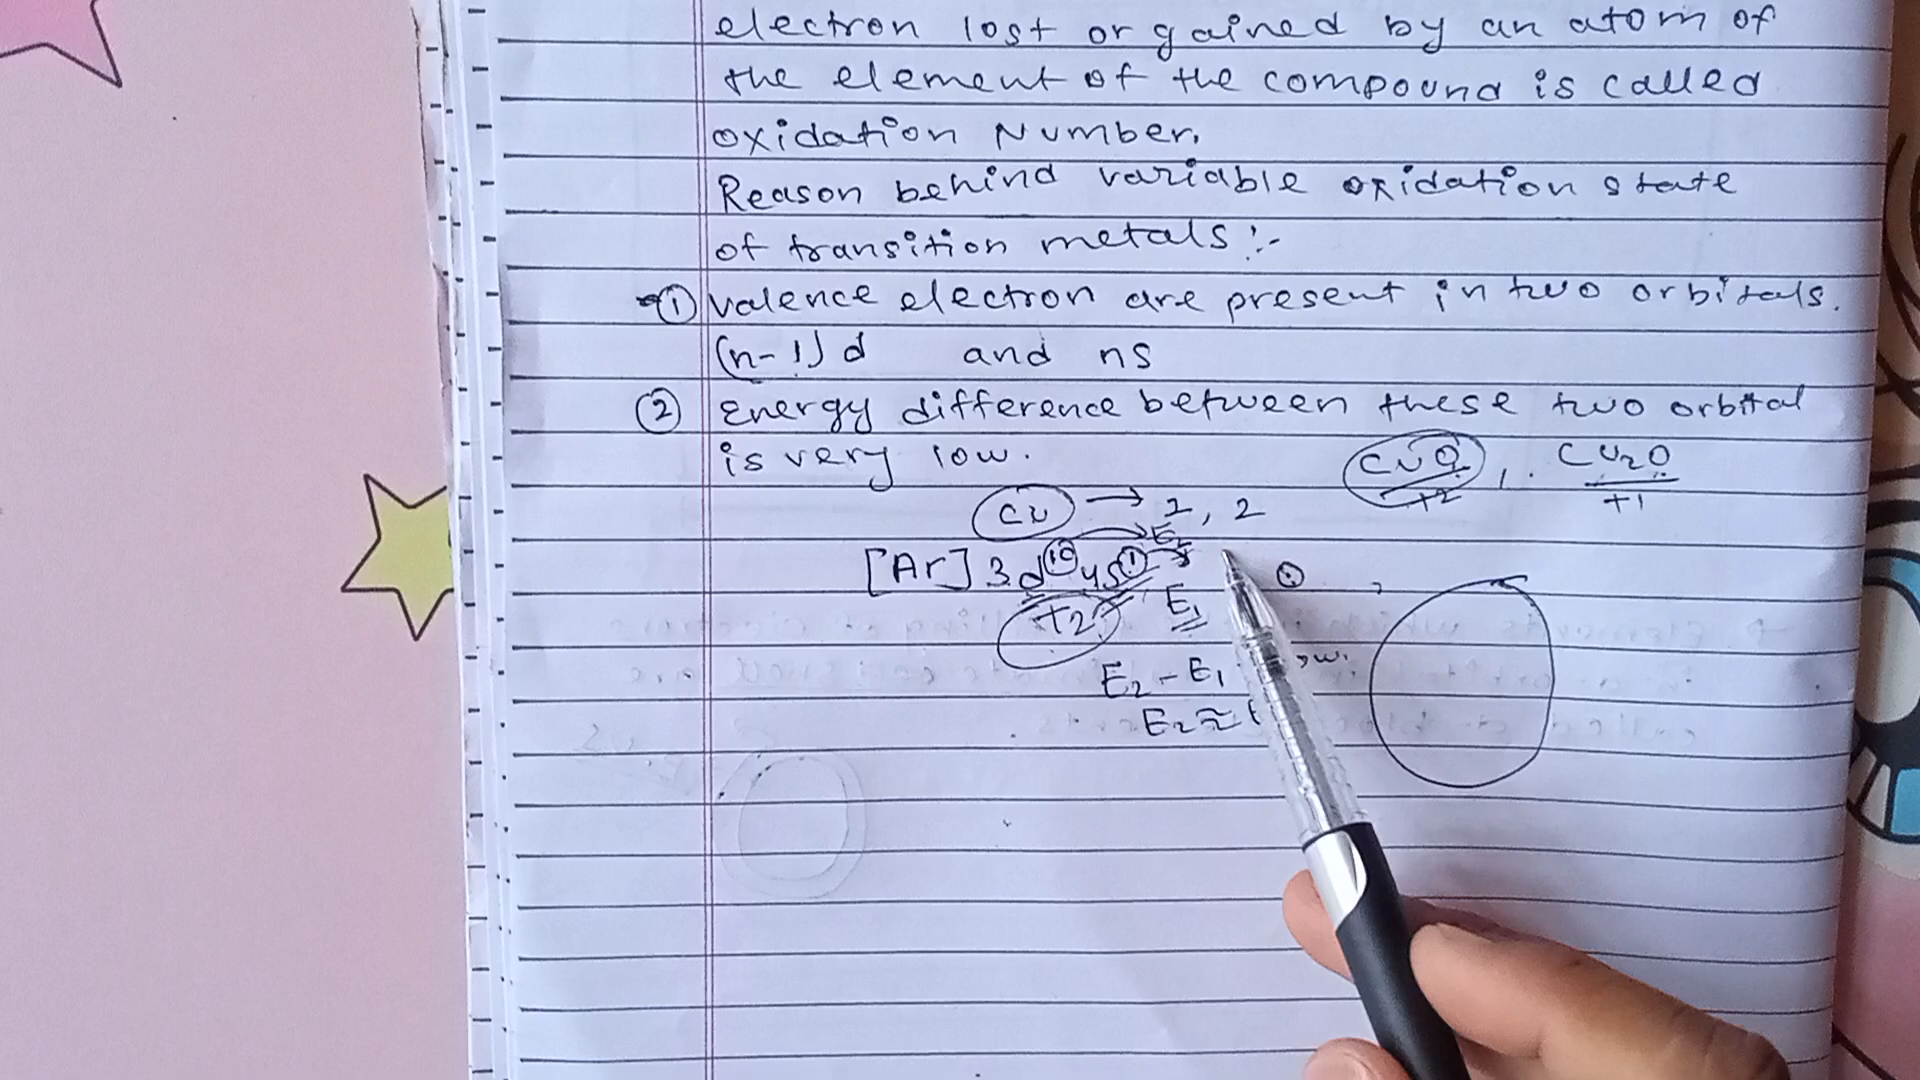 electron lost or gained by an atom of
the element of the compound is called
oxidation Number.
Reason behind variable oxidation state
of transition metals :-
① valence electron are present in two orbitals.
(n-1) d and ns
② Energy difference between these two orbital
is very low.
CuO , Cu2O
+2 +1
Cu → 1, 2
E2
[Ar] 3d10 4s1
+2 E1
E2 - E1
E2 ≈